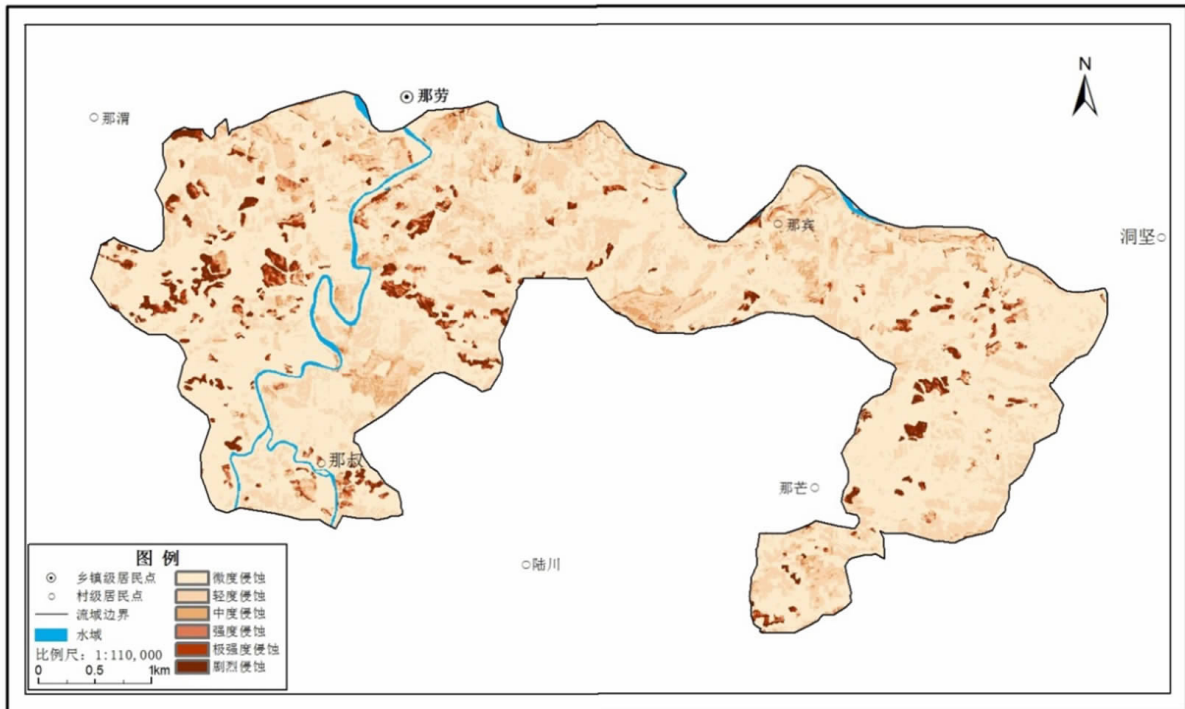 N
那劳
那渭
那宾
洞坚
那叔
那芒
陆川
图 例
乡镇级居民点
村级居民点
流域边界
水域
比例尺：1:110,000
0 0.5 1km
微度侵蚀
轻度侵蚀
中度侵蚀
强度侵蚀
极强度侵蚀
剧烈侵蚀